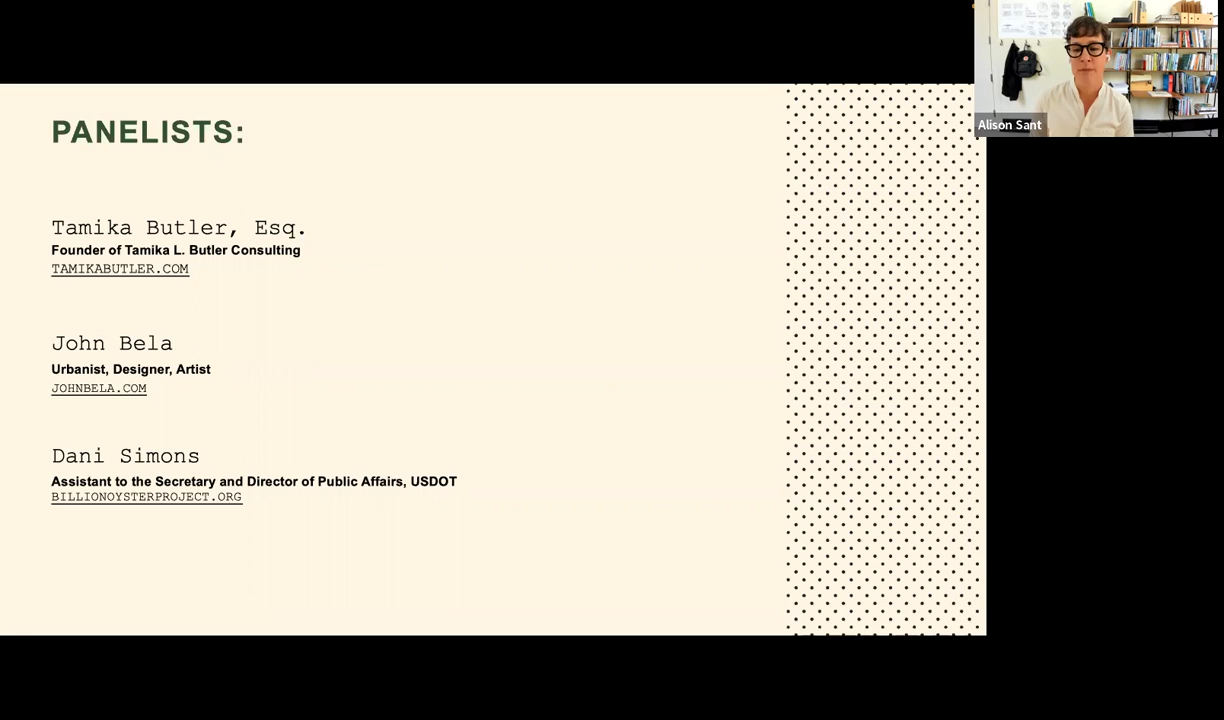 PANELISTS:
Tamika Butler, Esq.
Founder of Tamika L. Butler Consulting
TAMIKABUTLER.COM
John Bela
Urbanist, Designer, Artist
JOHNBELA.COM
Dani Simons
Assistant to the Secretary and Director of Public Affairs, USDOT
BILLIONOYSTERPROJECT.ORG
Alison Sant